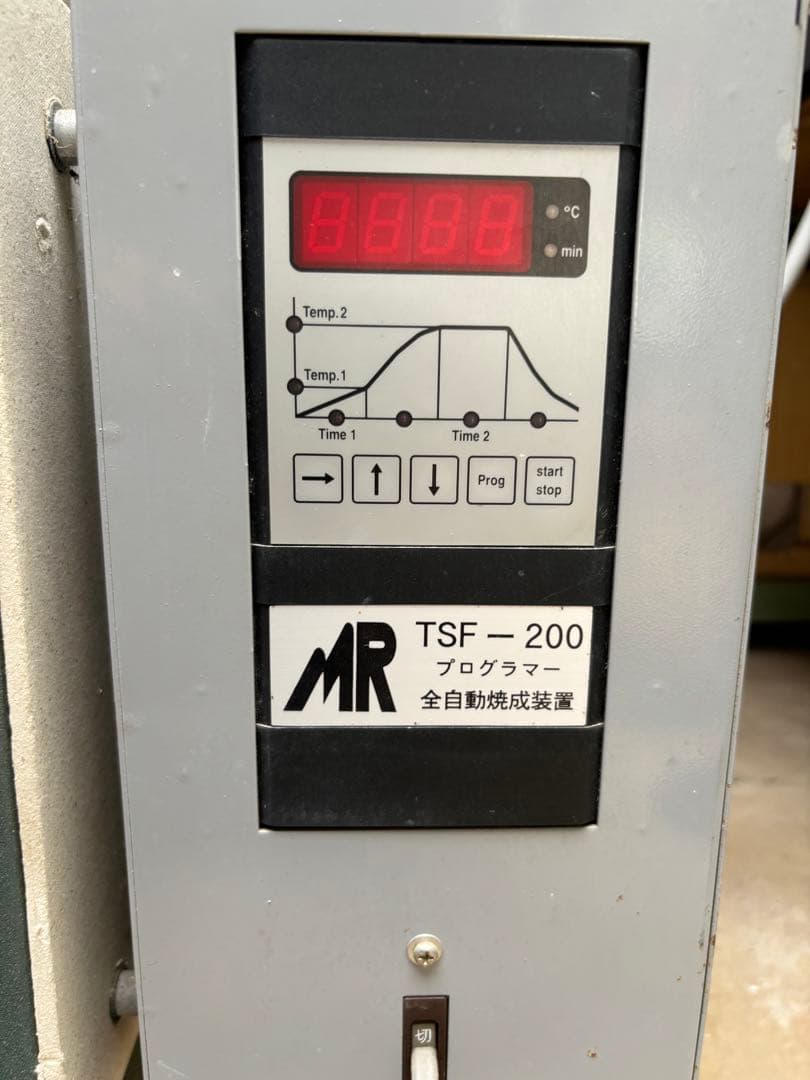 °C
min
Temp.2
Temp.1
Time 1
Time 2
→ ↑ ↓ Prog start
stop
MR
TSF－200
プログラマー
全自動焼成装置
切